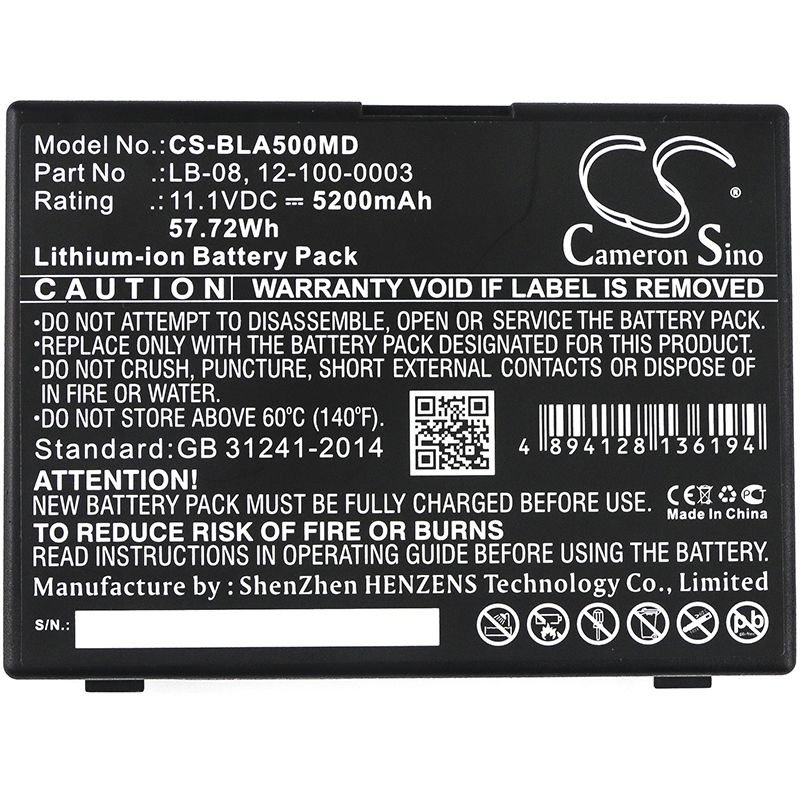 Model No.: CS-BLA500MD
Part No .: LB-08, 12-100-0003
Rating .: 11.1VDC ⎓ 5200mAh
57.72Wh
Lithium-ion Battery Pack
CS
®
Cameron Sino
CAUTION WARRANTY VOID IF LABEL IS REMOVED
•DO NOT ATTEMPT TO DISASSEMBLE, OPEN OR SERVICE THE BATTERY PACK.
•REPLACE ONLY WITH THE BATTERY PACK DESIGNATED FOR THIS PRODUCT.
•DO NOT CRUSH, PUNCTURE, SHORT EXTERNAL CONTACTS OR DISPOSE OF
IN FIRE OR WATER.
•DO NOT STORE ABOVE 60ºC (140ºF).
Standard:GB 31241-2014
4 894128 136194
ATTENTION!
NEW BATTERY PACK MUST BE FULLY CHARGED BEFORE USE.
TO REDUCE RISK OF FIRE OR BURNS
READ INSTRUCTIONS IN OPERATING GUIDE BEFORE USING THE BATTERY.
CE
Made In China
Manufacture by : ShenZhen HENZENS Technology Co., Limited
S/N.:
pb